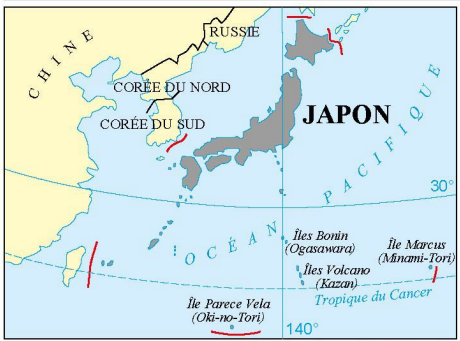 RUSSIE
CHINE
CORÉE DU NORD
CORÉE DU SUD
JAPON
OCÉAN PACIFIQUE
30°
Îles Bonin
(Ogasawara)
Île Marcus
(Minami-Tori)
Îles Volcano
(Kazan)
Tropique du Cancer
Île Parece Vela
(Oki-no-Tori)
140°